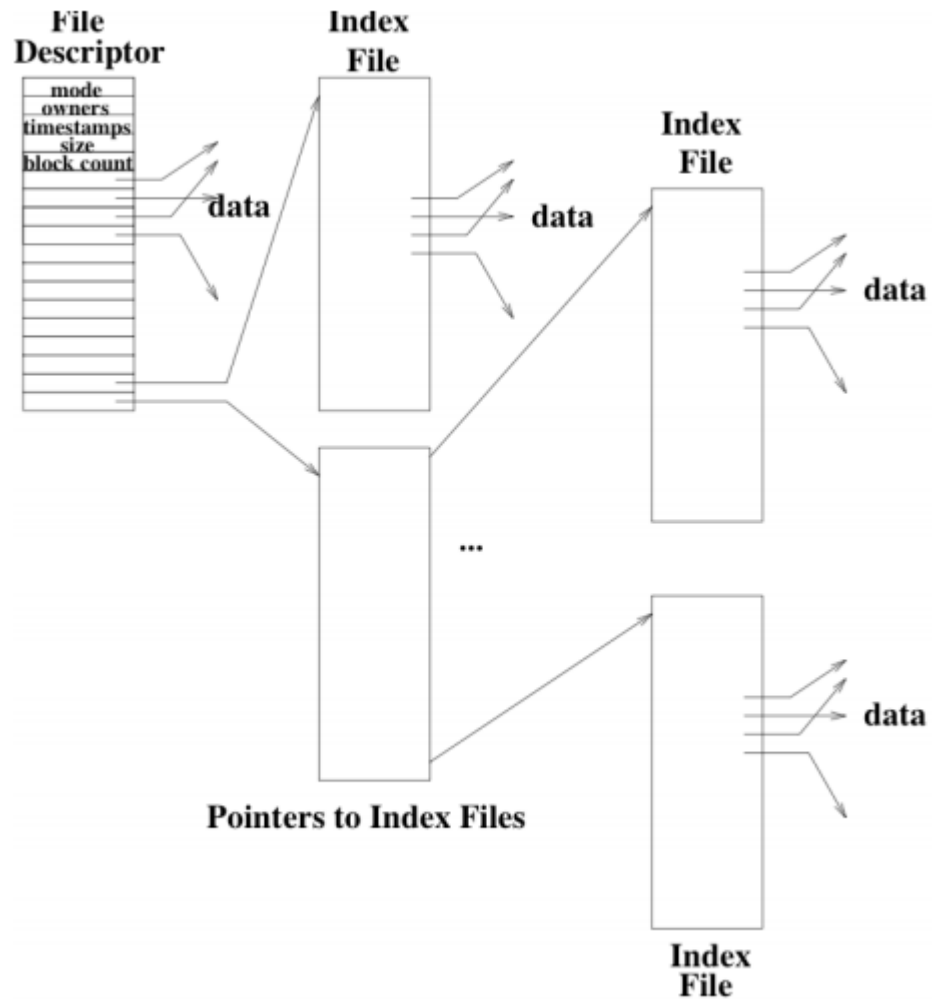 File
Descriptor
mode
owners
timestamps
size
block count
data
Index
File
data
Index
File
data
...
Pointers to Index Files
data
Index
File